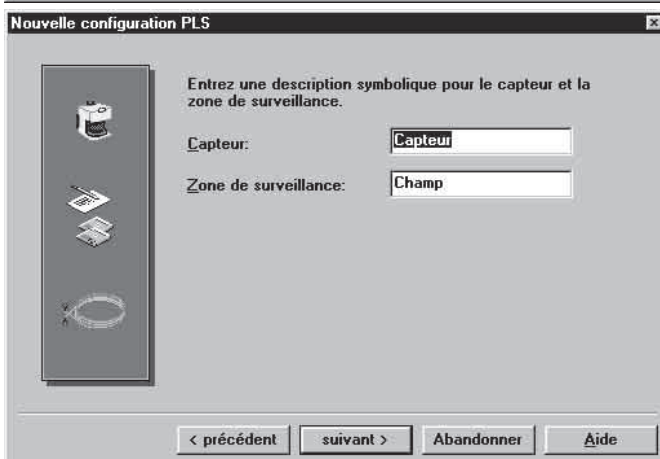 Nouvelle configuration PLS
Entrez une description symbolique pour le capteur et la
zone de surveillance.
Capteur: Capteur
Zone de surveillance: Champ
< précédent suivant > Abandonner Aide